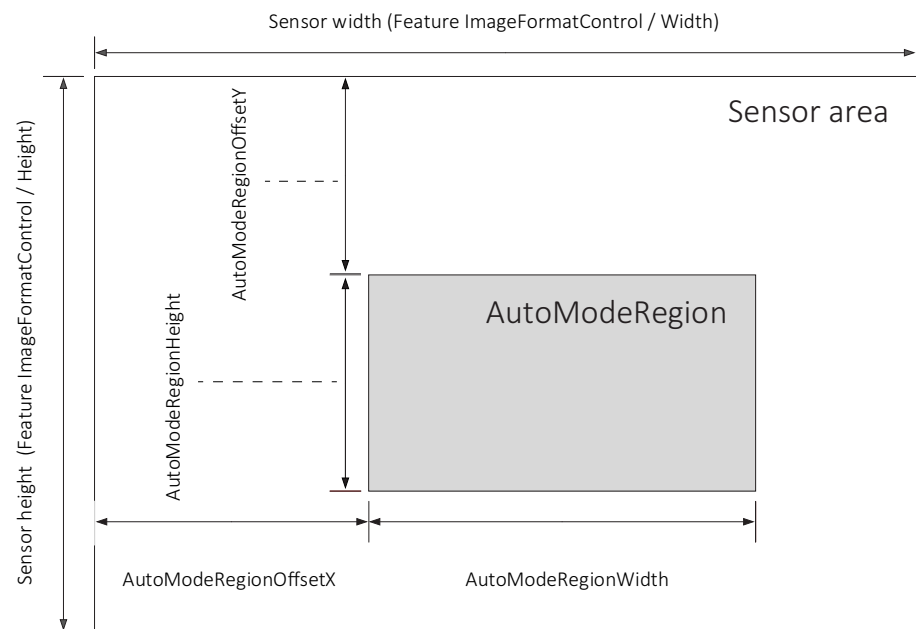 Sensor width (Feature ImageFormatControl / Width)
Sensor area
Sensor height (Feature ImageFormatControl / Height)
AutoModeRegionOffsetY
AutoModeRegion
AutoModeRegionHeight
AutoModeRegionOffsetX
AutoModeRegionWidth